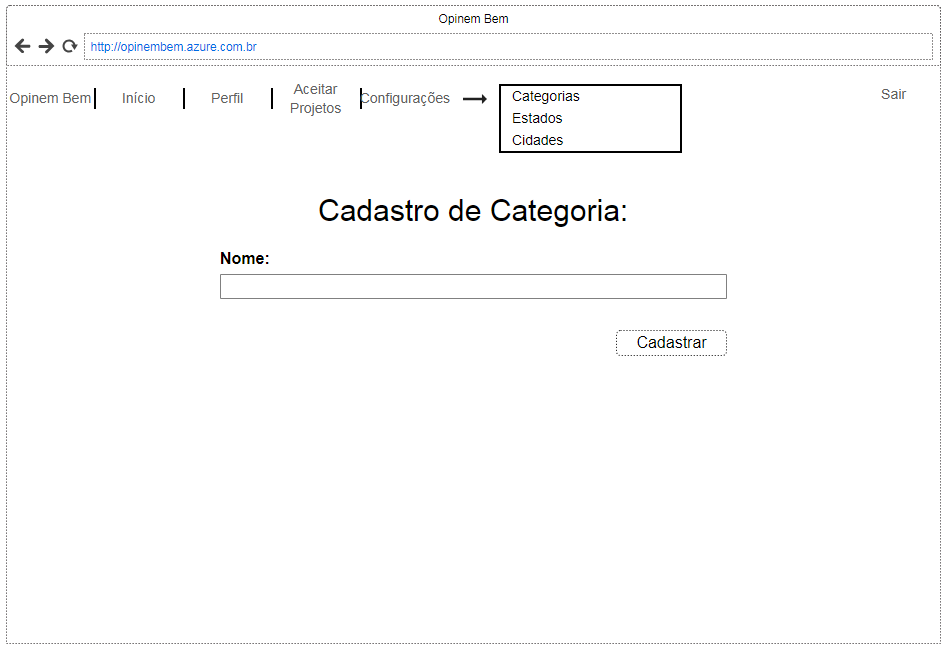 Opinem Bem
http://opinembem.azure.com.br
Opinem Bem
Início
Perfil
Aceitar
Projetos
Configurações
Categorias
Estados
Cidades
Sair
Cadastro de Categoria:
Nome:
Cadastrar